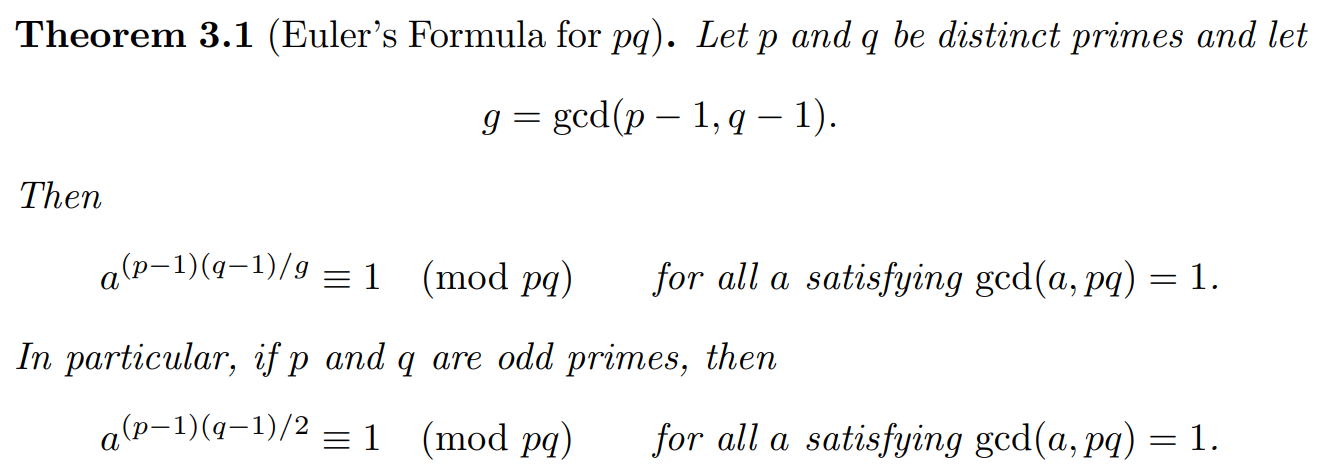 Theorem 3.1 (Euler’s Formula for pq). Let p and q be distinct primes and let
g = gcd(p − 1, q − 1).
Then
a^{(p−1)(q−1)/g} ≡ 1 (mod pq) for all a satisfying gcd(a, pq) = 1.
In particular, if p and q are odd primes, then
a^{(p−1)(q−1)/2} ≡ 1 (mod pq) for all a satisfying gcd(a, pq) = 1.